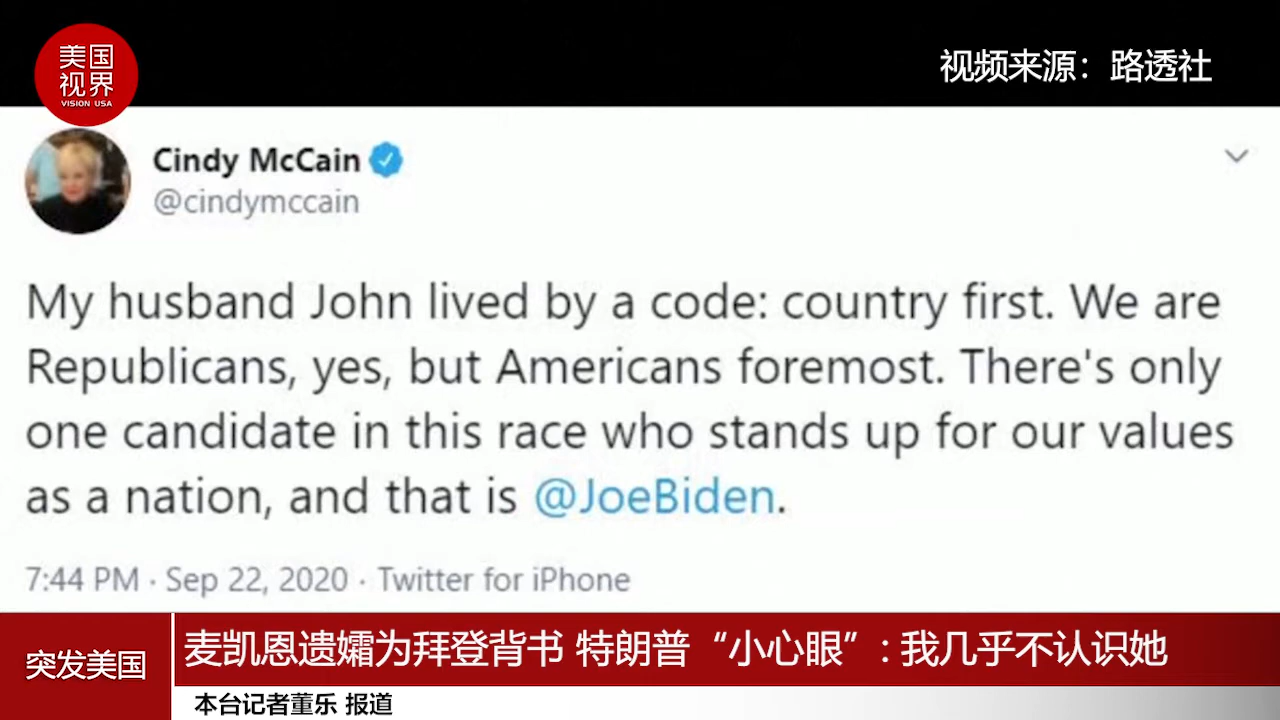 美国
视界
VISION USA
视频来源：路透社
Cindy McCain
@cindymccain
My husband John lived by a code: country first. We are
Republicans, yes, but Americans foremost. There's only
one candidate in this race who stands up for our values
as a nation, and that is @JoeBiden.
7:44 PM · Sep 22, 2020 · Twitter for iPhone
突发美国
麦凯恩遗孀为拜登背书 特朗普“小心眼”: 我几乎不认识她
本台记者董乐 报道